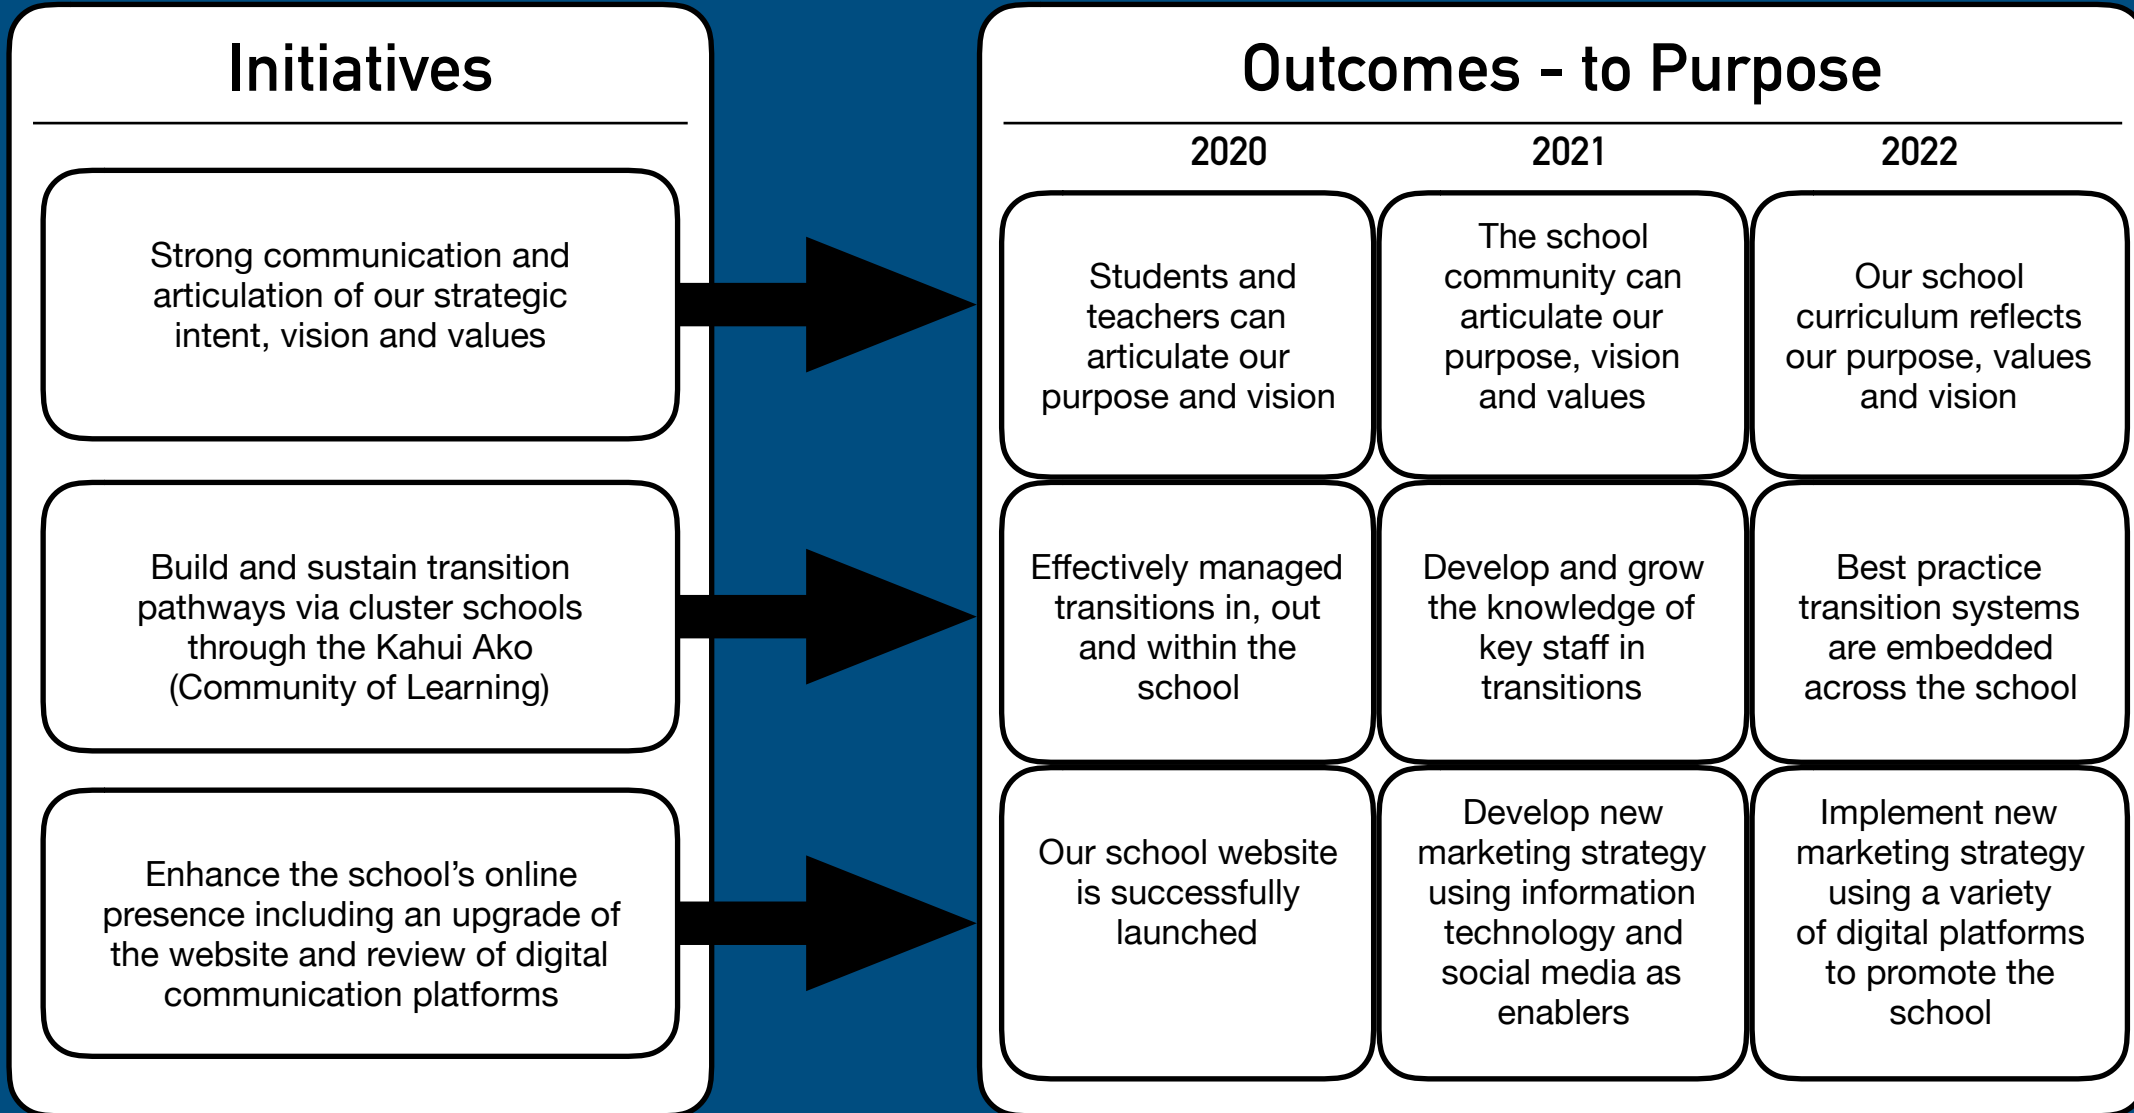 Initiatives
Strong communication and
articulation of our strategic
intent, vision and values
Build and sustain transition
pathways via cluster schools
through the Kahui Ako
(Community of Learning)
Enhance the school’s online
presence including an upgrade of
the website and review of digital
communication platforms
Outcomes - to Purpose
2020
2021
2022
Students and
teachers can
articulate our
purpose and vision
The school
community can
articulate our
purpose, vision
and values
Our school
curriculum reflects
our purpose, values
and vision
Effectively managed
transitions in, out
and within the
school
Develop and grow
the knowledge of
key staff in
transitions
Best practice
transition systems
are embedded
across the school
Our school website
is successfully
launched
Develop new
marketing strategy
using information
technology and
social media as
enablers
Implement new
marketing strategy
using a variety
of digital platforms
to promote the
school